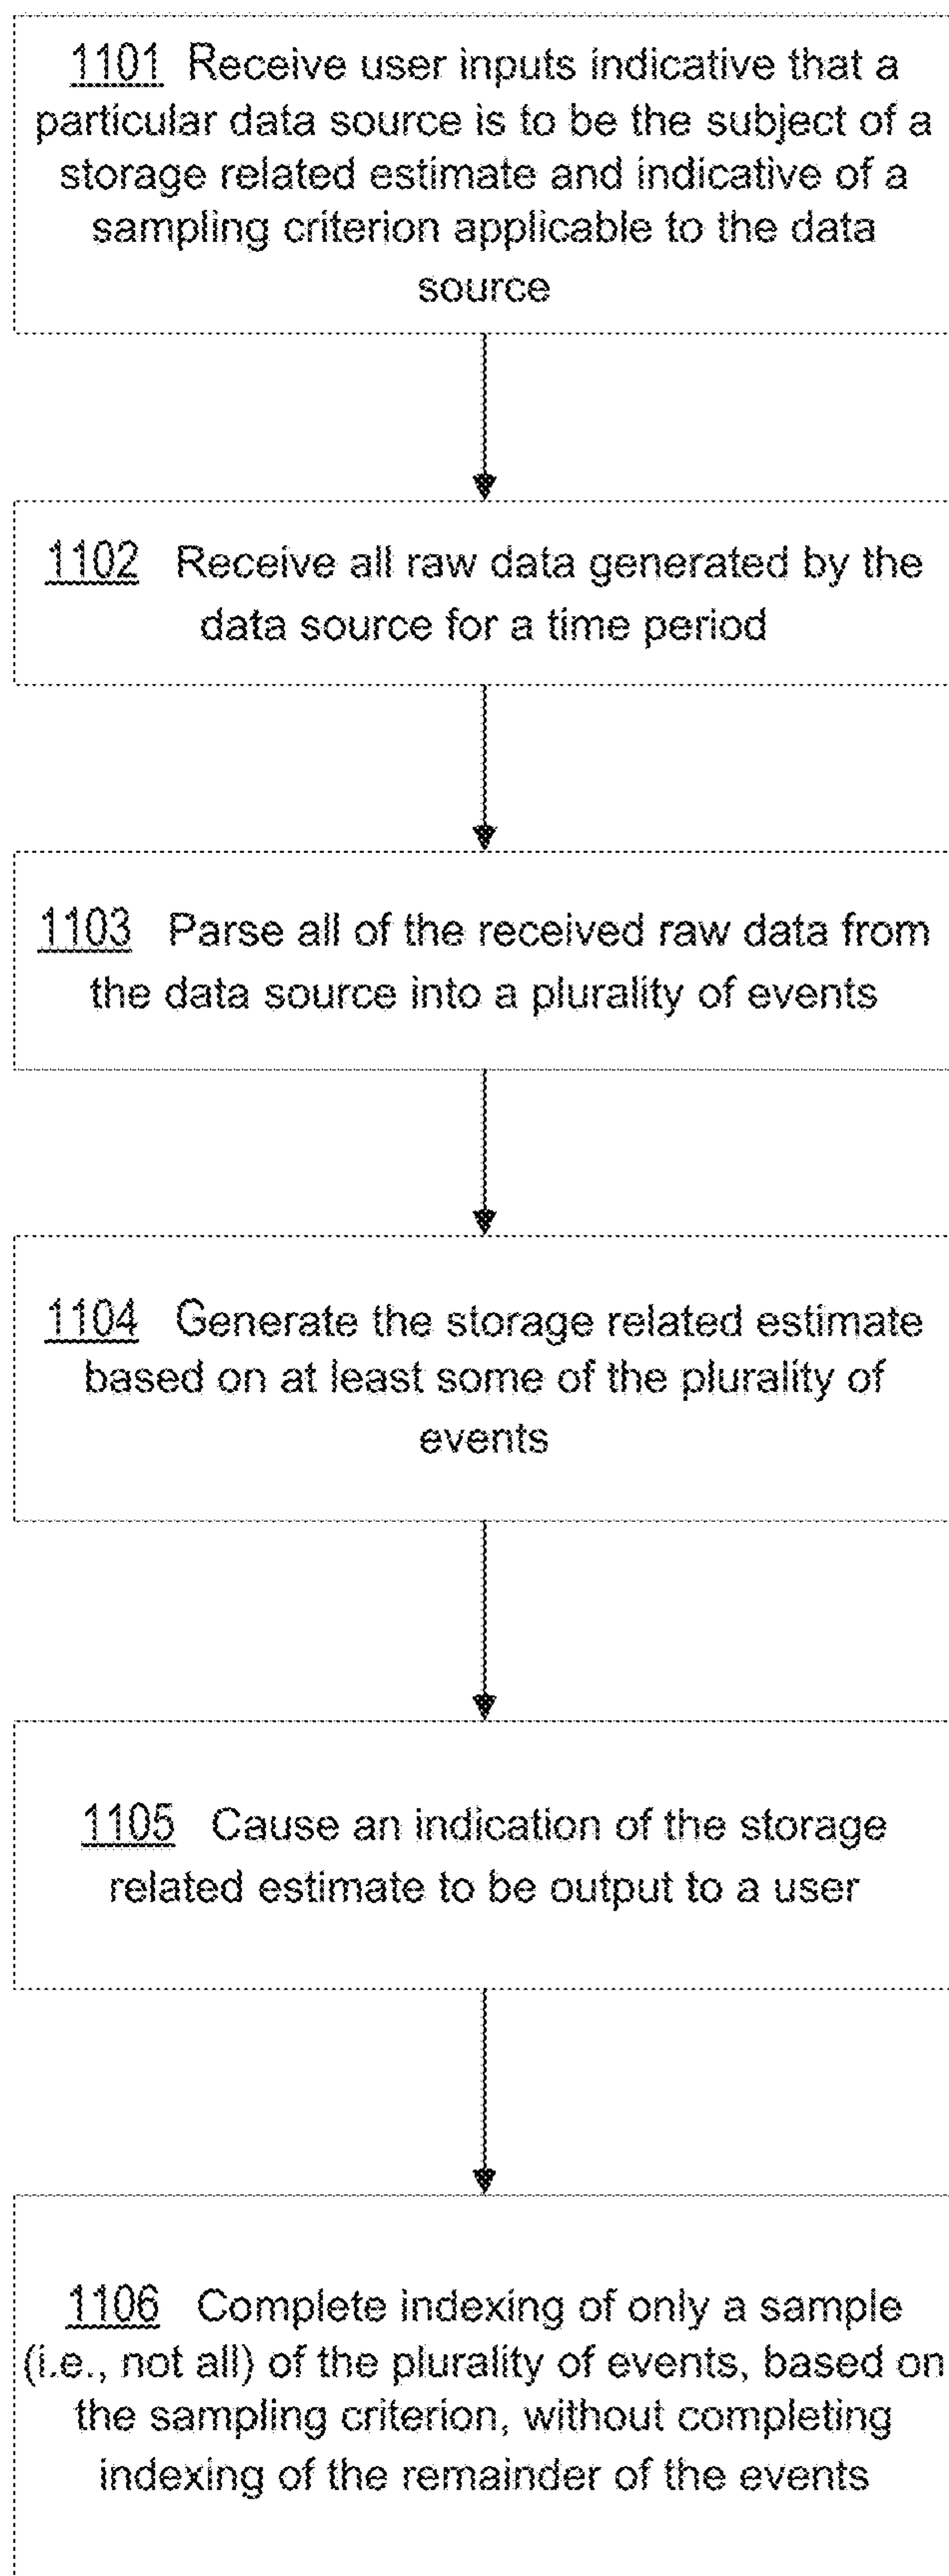 1101 Receive user inputs indicative that a
particular data source is to be the subject of a
storage related estimate and indicative of a
sampling criterion applicable to the data
source
1102 Receive all raw data generated by the
data source for a time period
1103 Parse all of the received raw data from
the data source into a plurality of events
1104 Generate the storage related estimate
based on at least some of the plurality of
events
1105 Cause an indication of the storage
related estimate to be output to a user
1106 Complete indexing of only a sample
(i.e., not all) of the plurality of events, based on
the sampling criterion, without completing
indexing of the remainder of the events